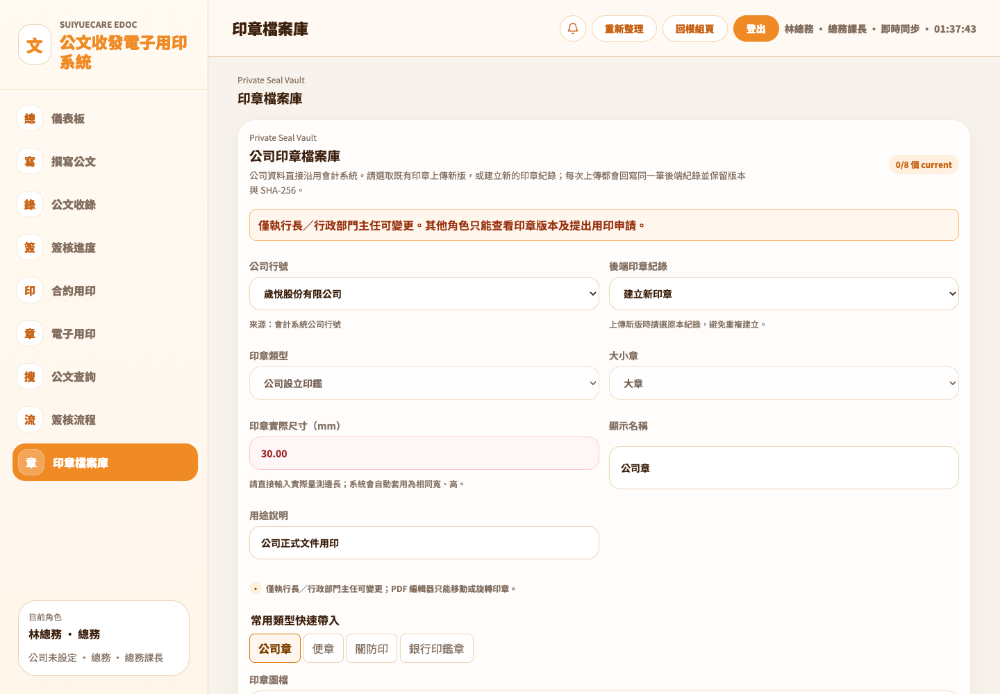 文
SUIYUECARE EDOC
公文收發電子用印
系統
總 儀表板
寫 撰寫公文
錄 公文收錄
簽 簽核進度
印 合約用印
章 電子用印
搜 公文查詢
流 簽核流程
章 印章檔案庫
目前角色
林總務 · 總務
公司未設定 · 總務 · 總務課長
印章檔案庫
重新整理
回模組頁
登出
林總務 · 總務課長 · 即時同步 · 01:37:43
Private Seal Vault
印章檔案庫
Private Seal Vault
公司印章檔案庫
公司資料直接沿用會計系統。請選取既有印章上傳新版，或建立新的印章紀錄；每次上傳都會回寫同一筆後端紀錄並保留版本
與 SHA-256。
0/8 個 current
僅執行長／行政部門主任可變更。其他角色只能查看印章版本及提出用印申請。
公司行號
歲悅股份有限公司
來源：會計系統公司行號
後端印章紀錄
建立新印章
上傳新版時請選原本紀錄，避免重複建立。
印章類型
公司設立印鑑
大小章
大章
印章實際尺寸（mm）
30.00
請直接輸入實際量測邊長；系統會自動套用為相同寬、高。
顯示名稱
公司章
用途說明
公司正式文件用印
• 僅執行長／行政部門主任可變更；PDF 編輯器只能移動或旋轉印章。
常用類型快速帶入
公司章
便章
關防印
銀行印鑑章
印章圖檔